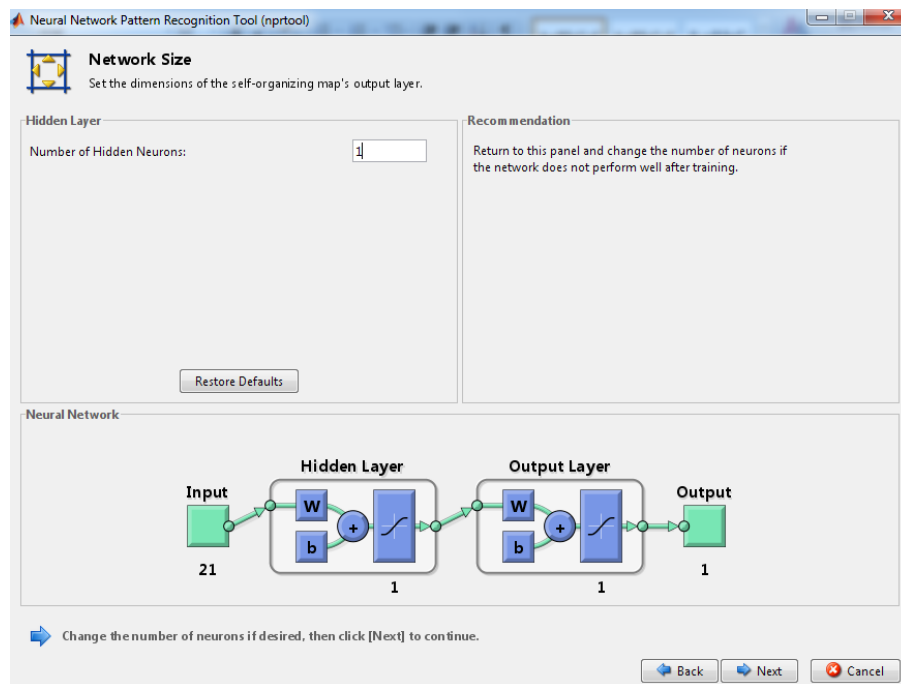 Neural Network Pattern Recognition Tool (nprtool)
Network Size
Set the dimensions of the self-organizing map's output layer.
Hidden Layer
Number of Hidden Neurons:
1
Restore Defaults
Recommendation
Return to this panel and change the number of neurons if
the network does not perform well after training.
Neural Network
Hidden Layer
Output Layer
Input
Output
W
b
+
W
b
+
21
1
1
1
Change the number of neurons if desired, then click [Next] to continue.
Back
Next
Cancel